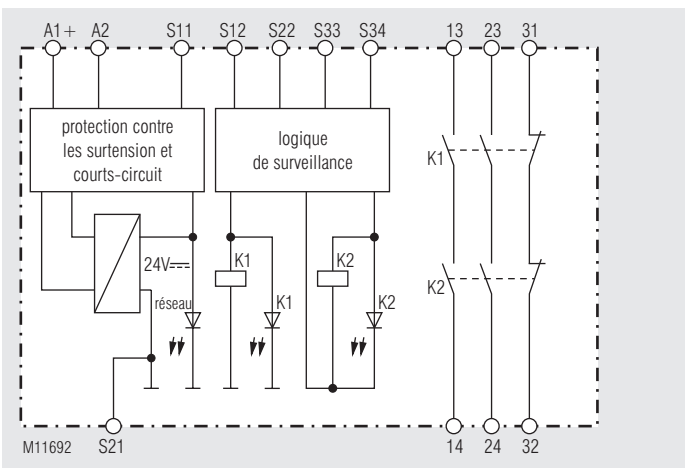 A1+ A2 S11 S12 S22 S33 S34 13 23 31
protection contre
les surtension et
courts-circuit
logique
de surveillance
K1
24V
K1
K2
K2
réseau
K1
K2
M11692 S21 14 24 32